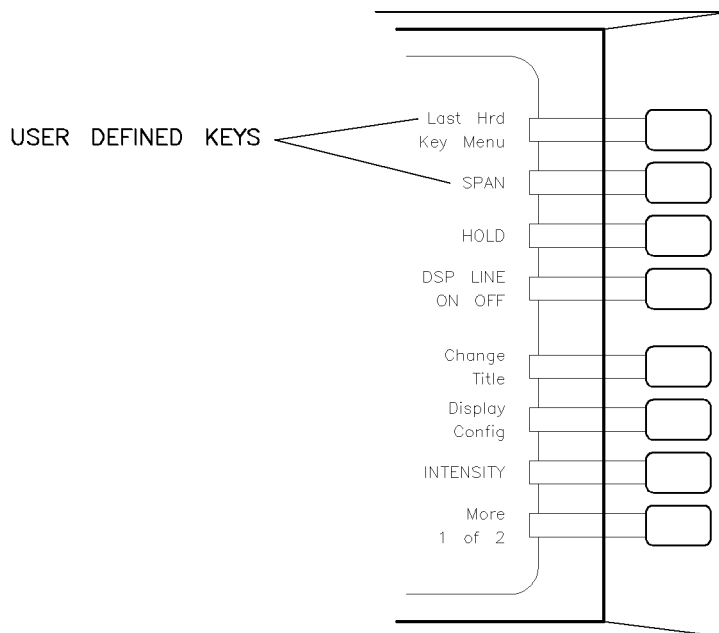 USER DEFINED KEYS
Last Hrd
Key Menu
SPAN
HOLD
DSP LINE
ON OFF
Change
Title
Display
Config
INTENSITY
More
1 of 2